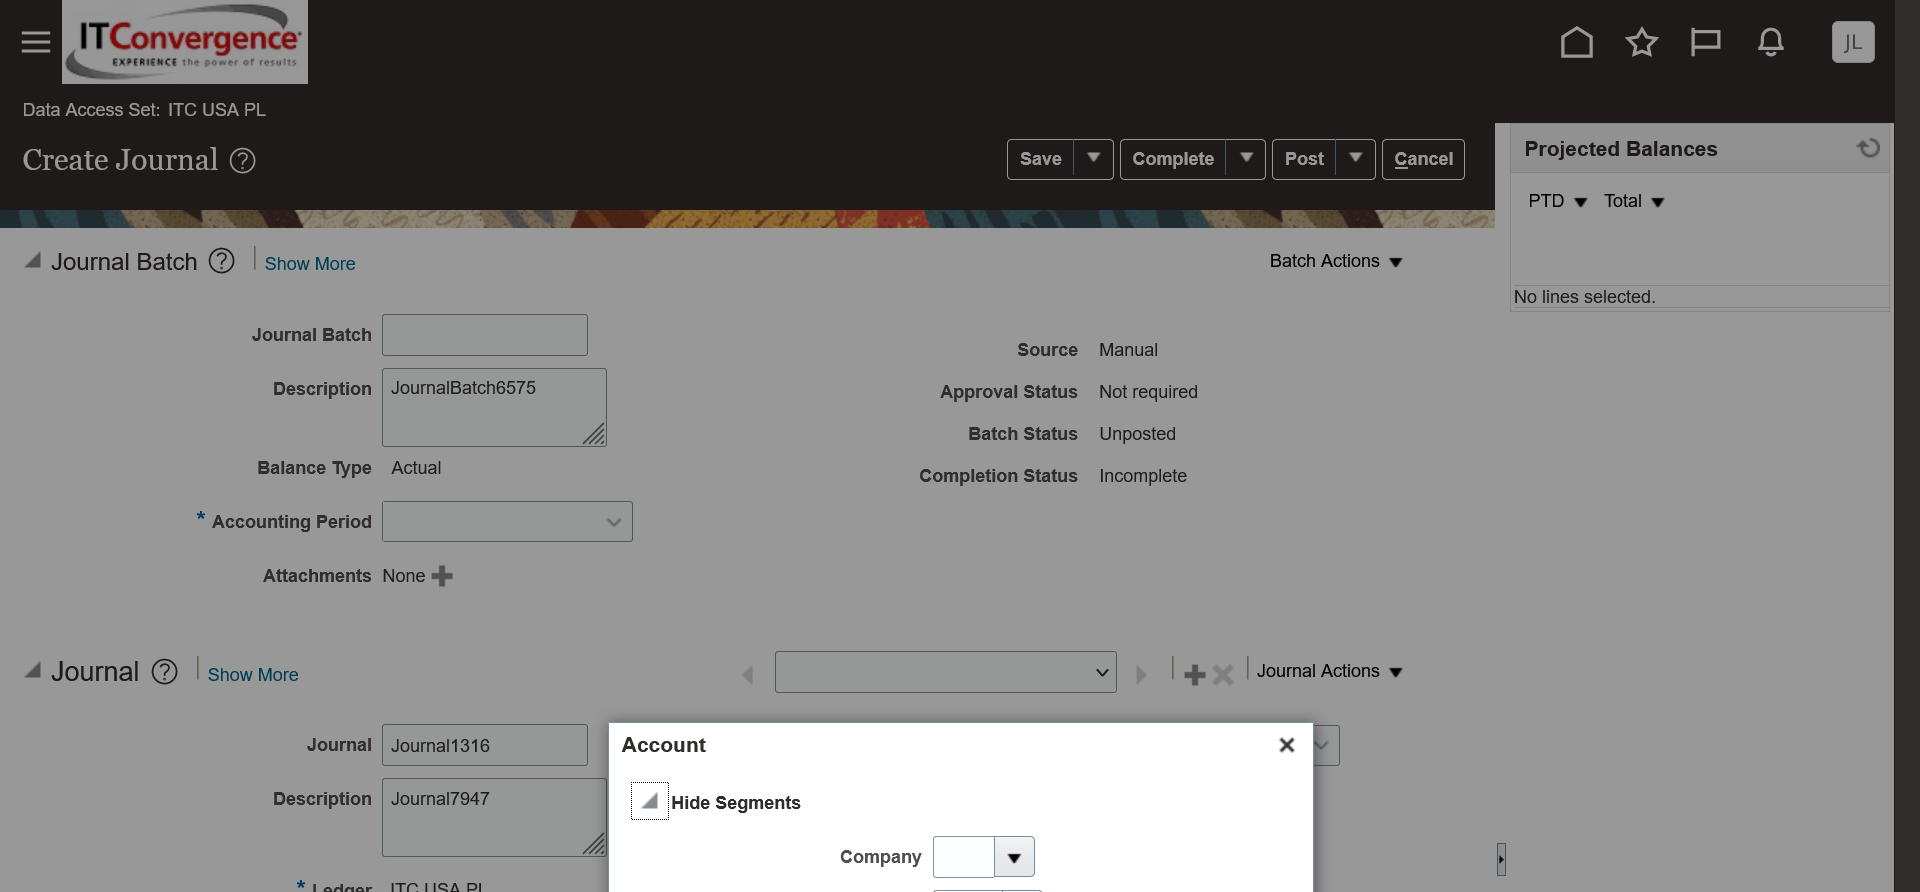 ITConvergence
EXPERIENCE the power of results
JL
Data Access Set: ITC USA PL
Create Journal
Save
Complete
Post
Cancel
Projected Balances
PTD
Total
No lines selected.
Journal Batch
Show More
Batch Actions
Journal Batch
Description JournalBatch6575
Balance Type Actual
* Accounting Period
Attachments None
Source Manual
Approval Status Not required
Batch Status Unposted
Completion Status Incomplete
Journal
Show More
Journal Actions
Journal Journal1316
Description Journal7947
* Ledger ITC USA PL
Account
Hide Segments
Company